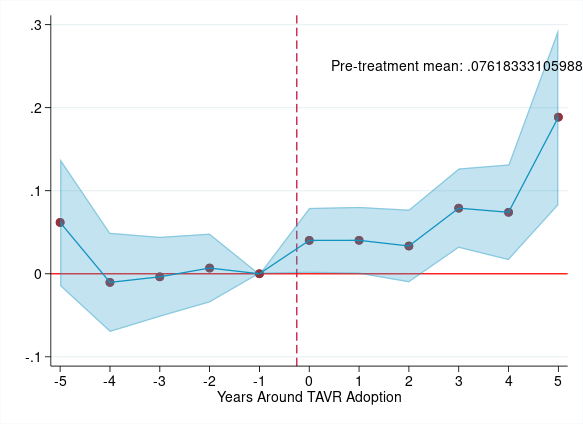 .3
Pre-treatment mean: .07618333105988
.2
.1
0
-.1
-5 -4 -3 -2 -1 0 1 2 3 4 5
Years Around TAVR Adoption